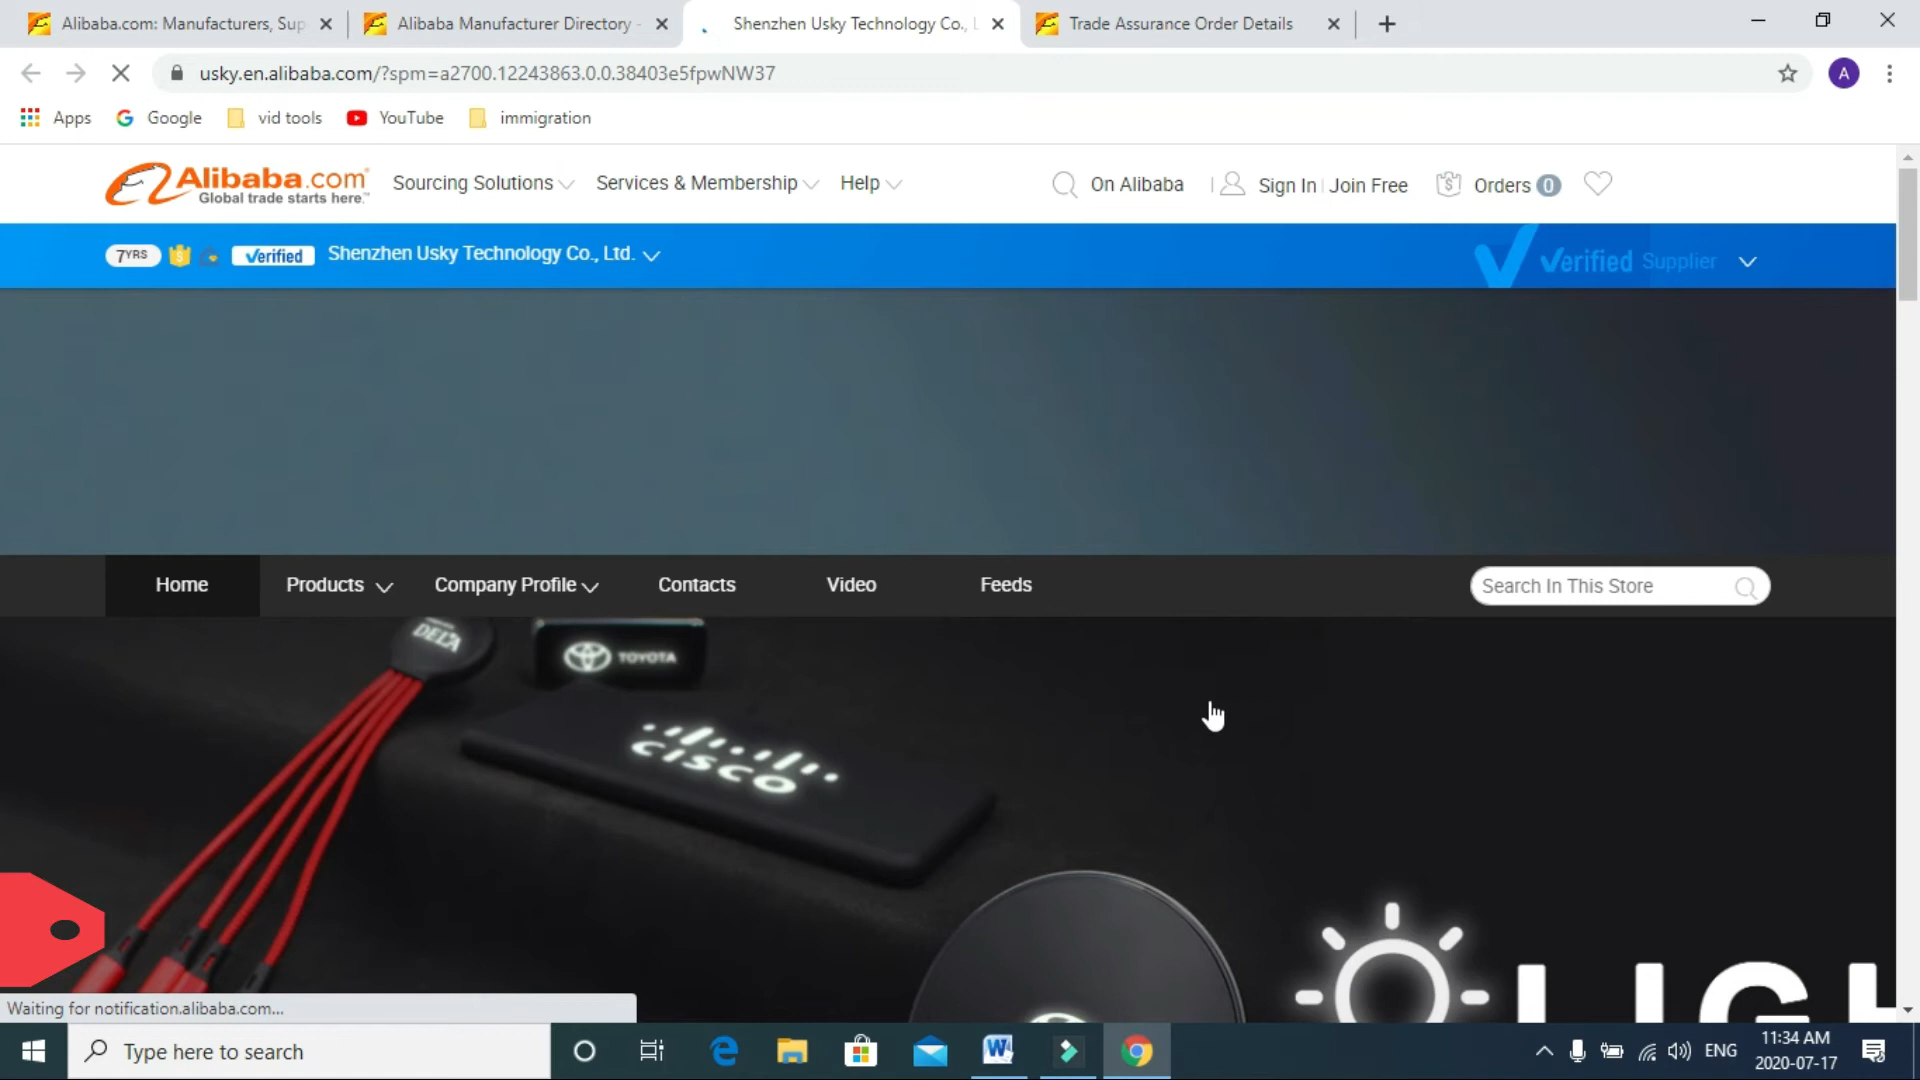 Alibaba.com: Manufacturers, Sup
Alibaba Manufacturer Directory -
Shenzhen Usky Technology Co., L
Trade Assurance Order Details
usky.en.alibaba.com/?spm=a2700.12243863.0.0.38403e5fpwNW37
A
Apps
Google
vid tools
YouTube
immigration
Alibaba.com
Global trade starts here.™
Sourcing Solutions
Services & Membership
Help
On Alibaba
Sign In
Join Free
Orders 0
7YRS
Verified
Shenzhen Usky Technology Co., Ltd.
Verified Supplier
Home
Products
Company Profile
Contacts
Video
Feeds
Search In This Store
TOYOTA
CISCO
LIGH
Waiting for notification.alibaba.com...
Type here to search
ENG
11:34 AM
2020-07-17